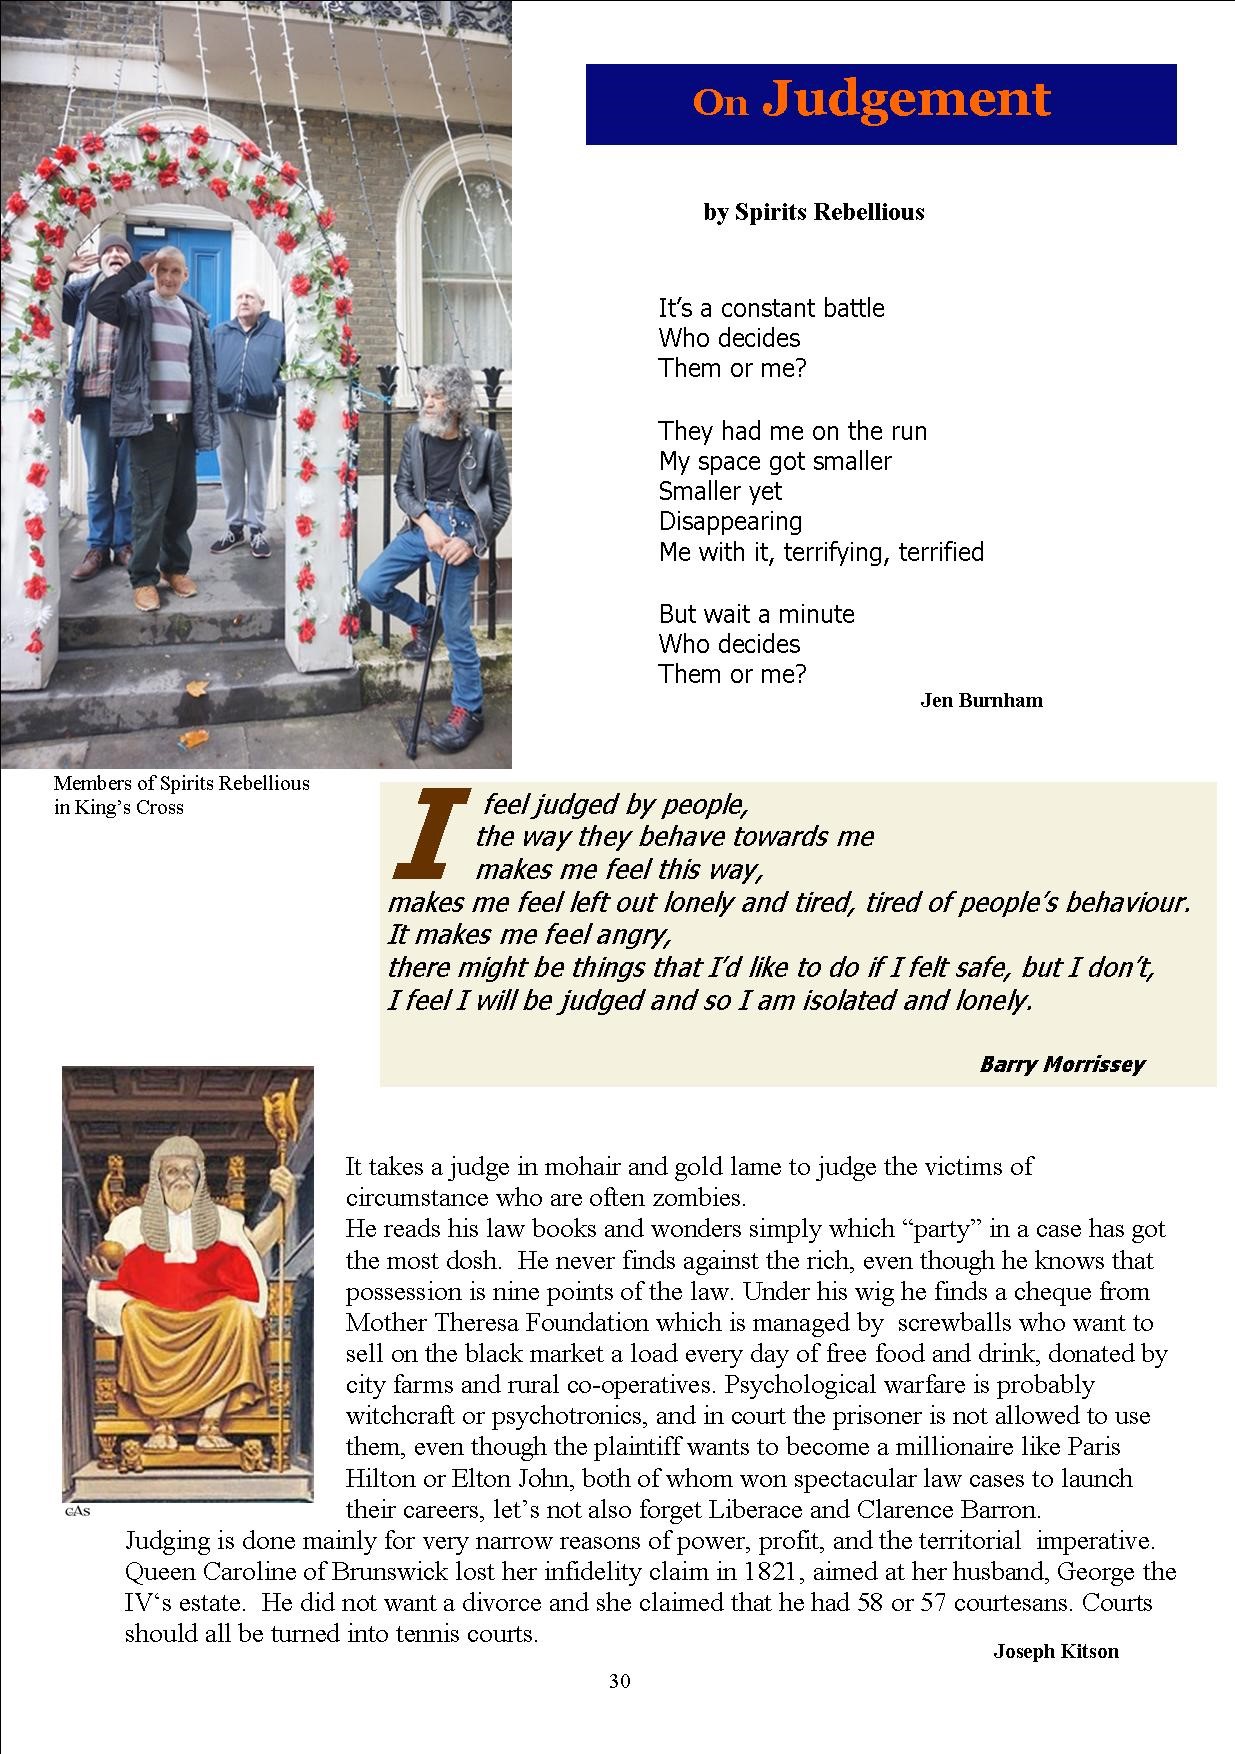 On Judgement
by Spirits Rebellious
It's a constant battle
Who decides
Them or me?
They had me on the run
My space got smaller
Smaller yet
Disappearing
Me with it, terrifying, terrified
But wait a minute
Who decides
Them or me?
Jen Burnham
Members of Spirits Rebellious
in King's Cross
I feel judged by people,
the way they behave towards me
makes me feel this way,
makes me feel left out lonely and tired, tired of people's behaviour.
It makes me feel angry,
there might be things that I'd like to do if I felt safe, but I don't,
I feel I will be judged and so I am isolated and lonely.
Barry Morrissey
It takes a judge in mohair and gold lame to judge the victims of
circumstance who are often zombies.
He reads his law books and wonders simply which “party” in a case has got
the most dosh.  He never finds against the rich, even though he knows that
possession is nine points of the law. Under his wig he finds a cheque from
Mother Theresa Foundation which is managed by  screwballs who want to
sell on the black market a load every day of free food and drink, donated by
city farms and rural co-operatives. Psychological warfare is probably
witchcraft or psychotronics, and in court the prisoner is not allowed to use
them, even though the plaintiff wants to become a millionaire like Paris
Hilton or Elton John, both of whom won spectacular law cases to launch
their careers, let's not also forget Liberace and Clarence Barron.
GAS
Judging is done mainly for very narrow reasons of power, profit, and the territorial  imperative.
Queen Caroline of Brunswick lost her infidelity claim in 1821, aimed at her husband, George the
IV‘s estate.  He did not want a divorce and she claimed that he had 58 or 57 courtesans. Courts
should all be turned into tennis courts.
Joseph Kitson
30